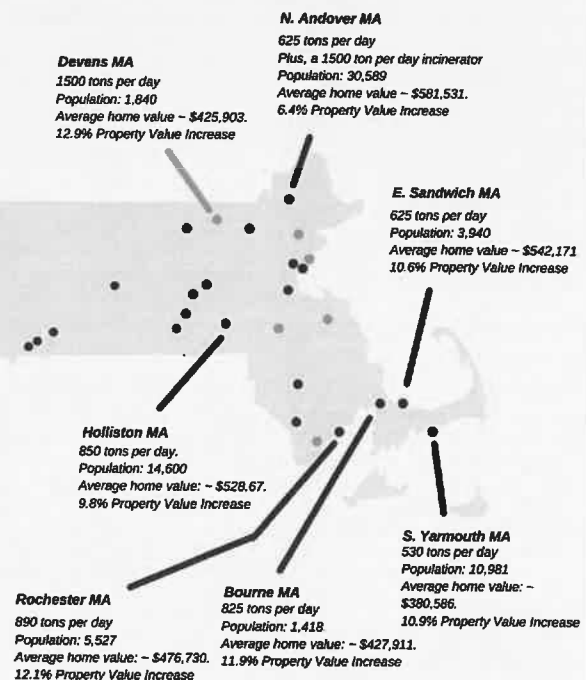 N. Andover MA
625 tons per day
Plus, a 1500 ton per day incinerator
Population: 30,589
Average home value ~ $581,531.
6.4% Property Value Increase
Devens MA
1500 tons per day
Population: 1,840
Average home value ~ $425,903.
12.9% Property Value Increase
E. Sandwich MA
625 tons per day
Population: 3,940
Average home value ~ $542,171
10.6% Property Value Increase
Holliston MA
850 tons per day.
Population: 14,600
Average home value: ~ $528.67.
9.8% Property Value Increase
S. Yarmouth MA
530 tons per day
Population: 10,981
Average home value: ~
$380,586.
10.9% Property Value Increase
Rochester MA
890 tons per day
Population: 5,527
Average home value: ~ $476,730.
12.1% Property Value Increase
Bourne MA
825 tons per day
Population: 1,418
Average home value: ~ $427,911.
11.9% Property Value Increase